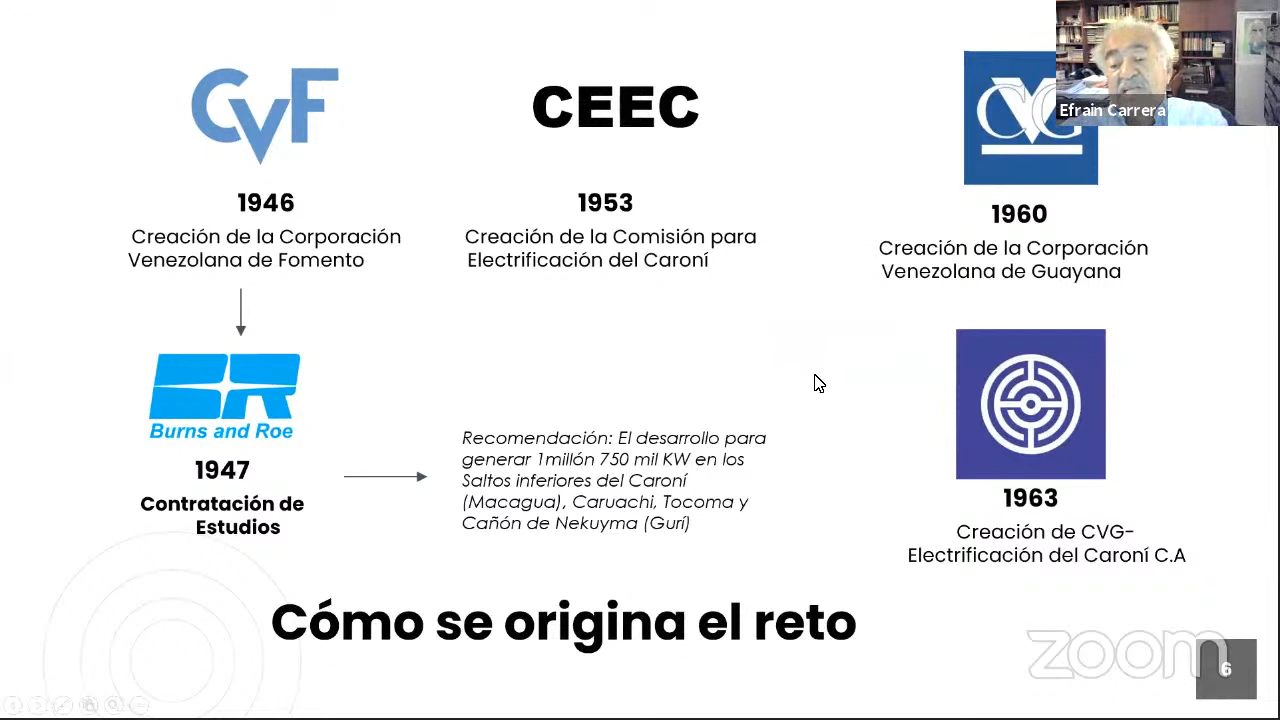 CVF
1946
Creación de la Corporación
Venezolana de Fomento
BR
Burns and Roe
1947
Contratación de
Estudios
CEEC
1953
Creación de la Comisión para
Electrificación del Caroní
Recomendación: El desarrollo para
generar 1millón 750 mil KW en los
Saltos inferiores del Caroní
(Macagua), Caruachi, Tocoma y
Cañón de Nekuyma (Gurí)
CVG
Efrain Carrera
1960
Creación de la Corporación
Venezolana de Guayana
1963
Creación de CVG-
Electrificación del Caroní C.A
Cómo se origina el reto
zoom
6